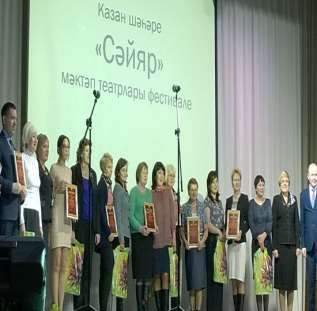 Казан шәһәре
«Сәйяр»
мәктәп театрлары фестивале